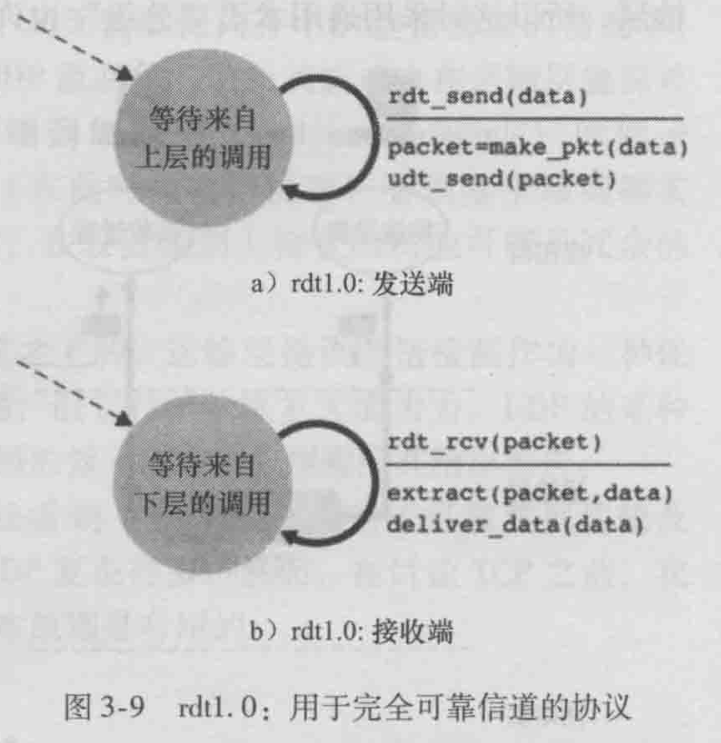 等待来自
上层的调用
rdt_send(data)
packet=make_pkt(data)
udt_send(packet)
a）rdt1.0: 发送端
等待来自
下层的调用
rdt_rcv(packet)
extract(packet,data)
deliver_data(data)
b）rdt1.0: 接收端
图 3-9 rdt1.0：用于完全可靠信道的协议